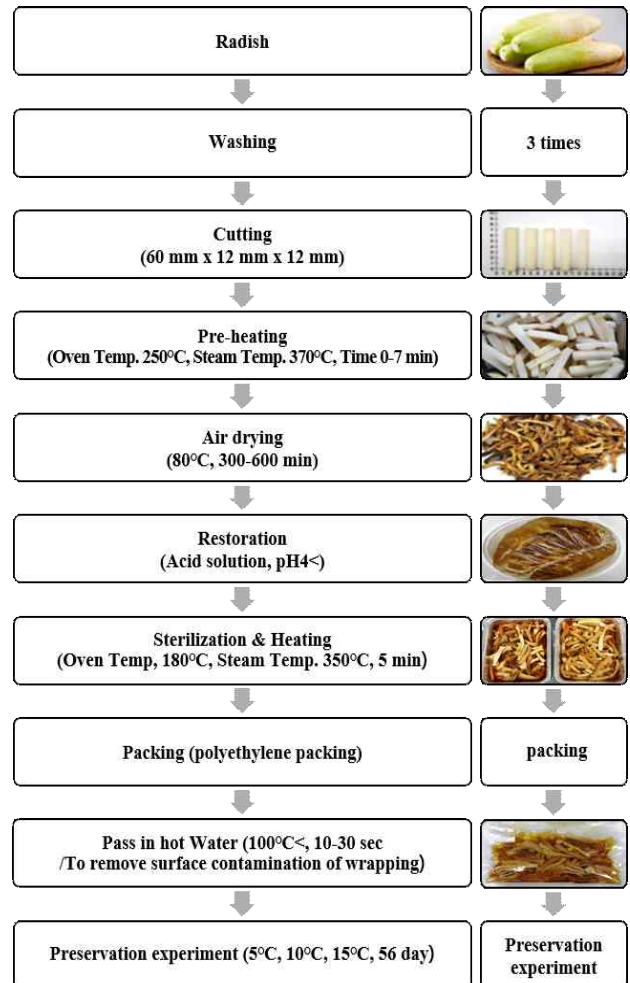 Radish
Washing
3 times
Cutting
(60 mm x 12 mm x 12 mm)
Pre-heating
(Oven Temp. 250°C, Steam Temp. 370°C, Time 0-7 min)
Air drying
(80°C, 300-600 min)
Restoration
(Acid solution, pH4<)
Sterilization & Heating
(Oven Temp, 180°C, Steam Temp. 350°C, 5 min)
Packing (polyethylene packing)
packing
Pass in hot Water (100°C<, 10-30 sec
/To remove surface contamination of wrapping)
Preservation experiment (5°C, 10°C, 15°C, 56 day)
Preservation
experiment